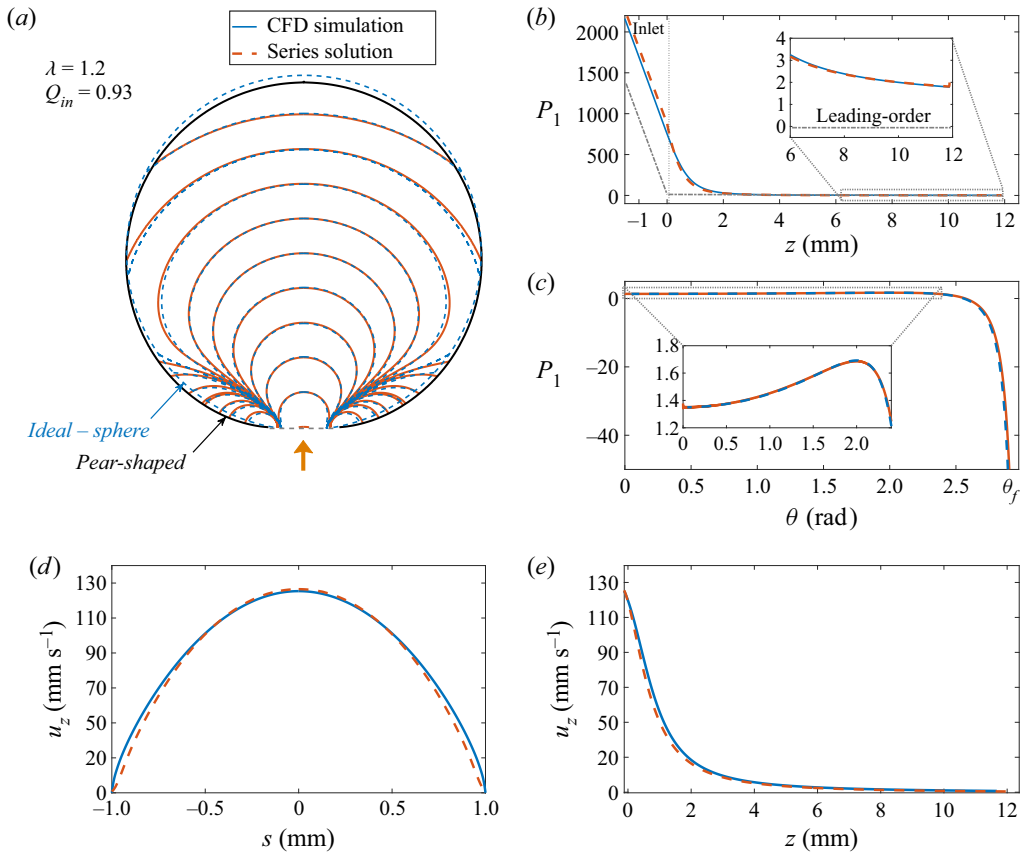 (a)
CFD simulation
Series solution
λ = 1.2
Q_in = 0.93
Ideal – sphere
Pear-shaped
(b)
Inlet
2000
1500
P_1
1000
500
0
−1 0 2 4 6 8 10 12
z (mm)
4
3
2
1
0
Leading-order
6 8 10 12
(c)
0
P_1
−20
−40
1.8
1.6
1.4
1.2
0 0.5 1.0 1.5 2.0
0 0.5 1.0 1.5 2.0 2.5 θ_f
θ (rad)
(d)
130
110
90
70
50
20
0
u_z (mm s⁻¹)
−1.0 −0.5 0 0.5 1.0
s (mm)
(e)
130
110
90
70
50
20
0
u_z (mm s⁻¹)
0 2 4 6 8 10 12
z (mm)